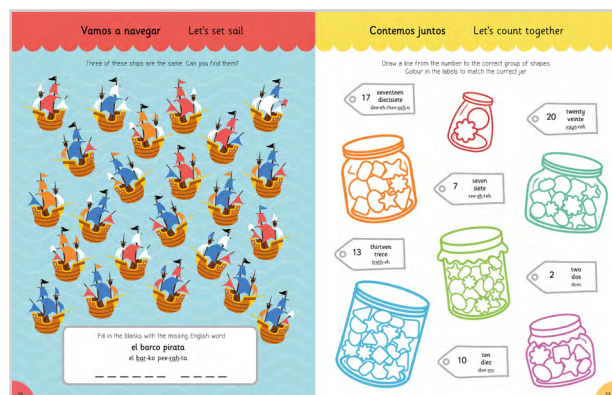 Vamos a navegar Let's set sail
Three of these ships are the same. Can you find them?
Fill in the blanks with the missing English word.
el barco pirata
el bar-ko pee-rah-ta
Contemos juntos Let's count together
Draw a line from the number to the correct group of shapes.
Colour in the labels to match the correct jar.
17 seventeen
diecisiete
20 twenty
veinte
7 seven
siete
see-eh-teh
13 thirteen
trece
2 two
dos
doss
10 ten
diez